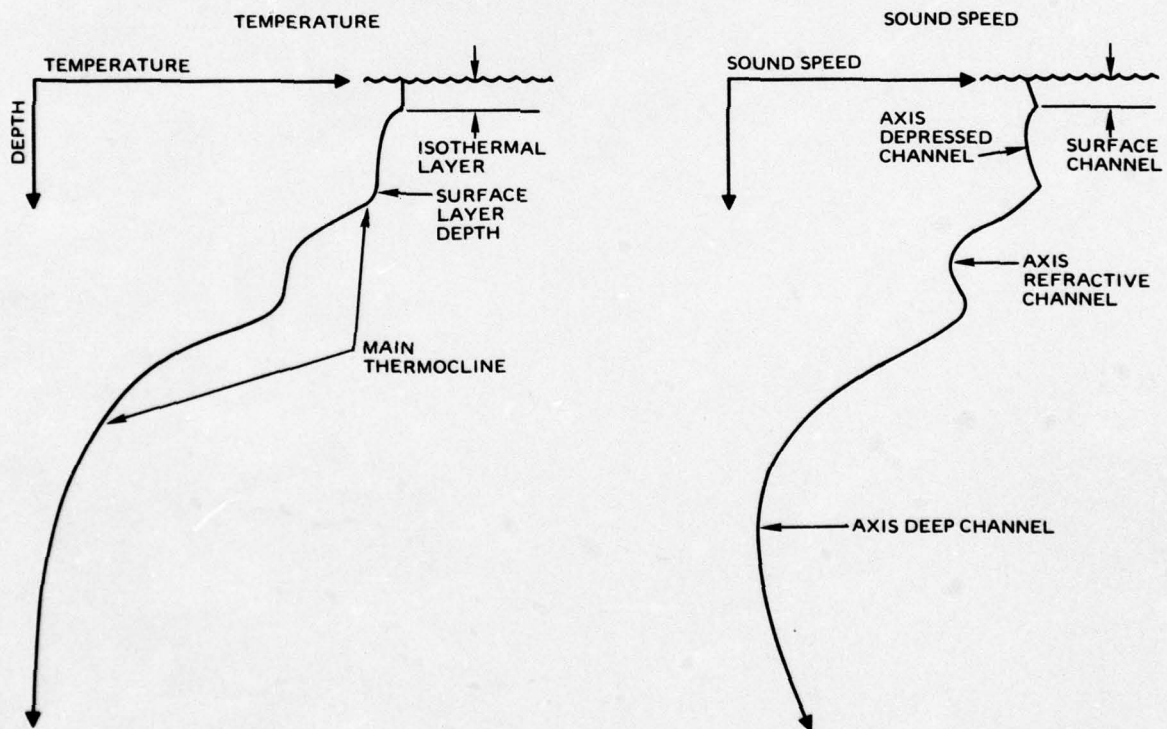 TEMPERATURE
TEMPERATURE
DEPTH
ISOTHERMAL
LAYER
SURFACE
LAYER
DEPTH
MAIN
THERMOCLINE
SOUND SPEED
SOUND SPEED
AXIS
DEPRESSED
CHANNEL
SURFACE
CHANNEL
AXIS
REFRACTIVE
CHANNEL
AXIS DEEP CHANNEL